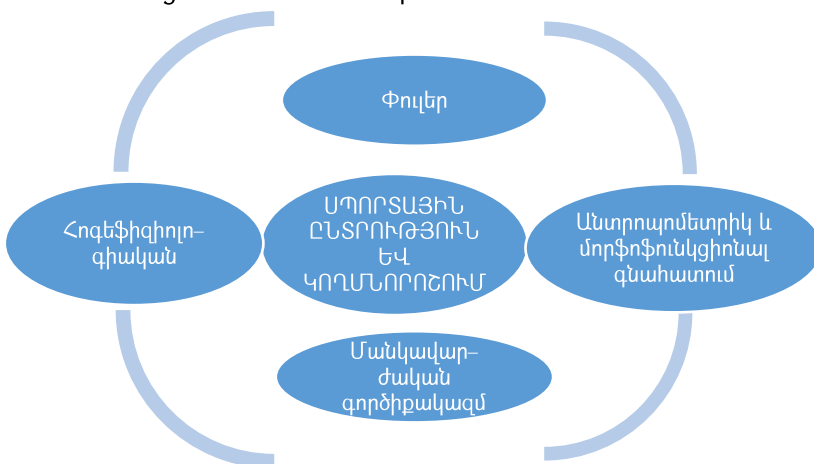 Փուլեր
Հոգեֆիզիոլո–
գիական
ՍՊՈՐՏԱՅԻՆ
ԸՆՏՐՈՒԹՅՈՒՆ
ԵՎ
ԿՈՂՄՆՈՐՈՇՈՒՄ
Անտրոպոմետրիկ և
մորֆոֆունկցիոնալ
գնահատում
Մանկավար–
ժական
գործիքակազմ